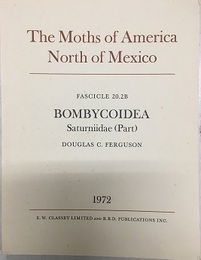 The Moths of America
North of Mexico
FASCICLE 20.2B
BOMBYCOIDEA
Saturniidae (Part)
DOUGLAS C. FERGUSON
1972
E. W. CLASSEY LIMITED AND R.B.D. PUBLICATIONS INC.